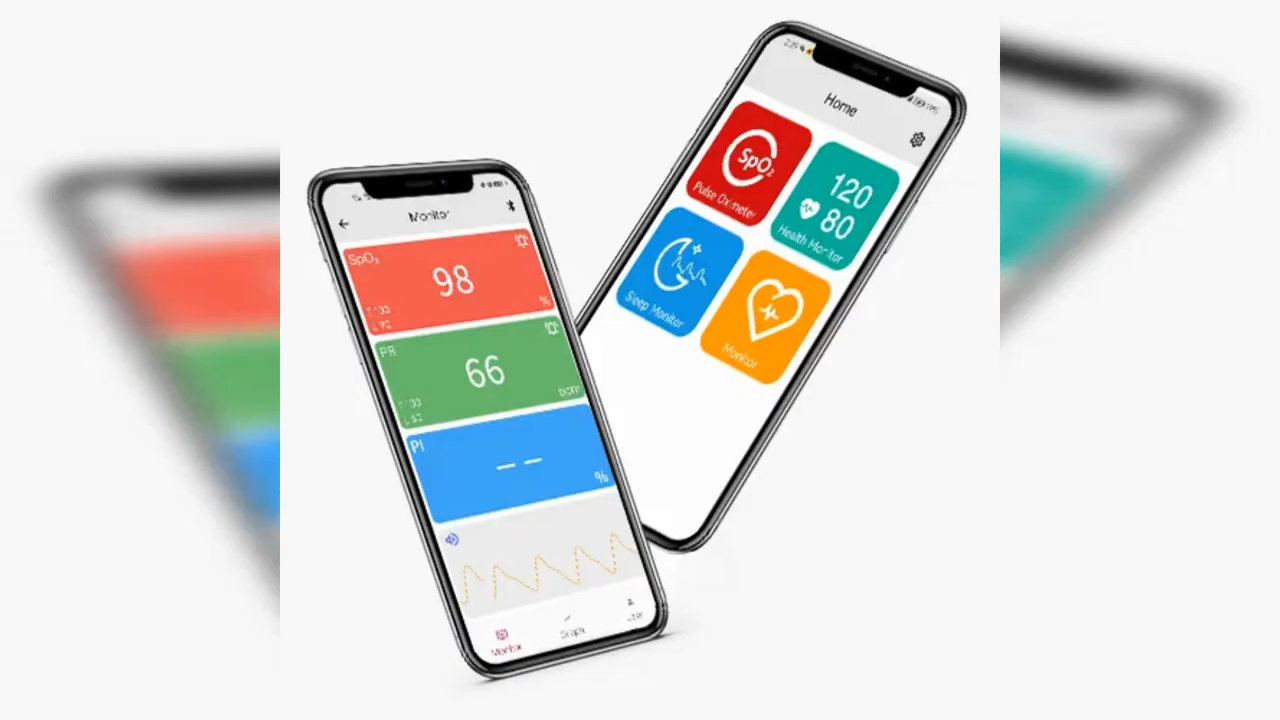 Monitor
SpO₂
98
%
PR
66
bpm
PI
-- 
%
Monitor
Graph
Home
SpO₂
Pulse Oximeter
120
80
Health Monitor
Sleep Monitor
Monitor